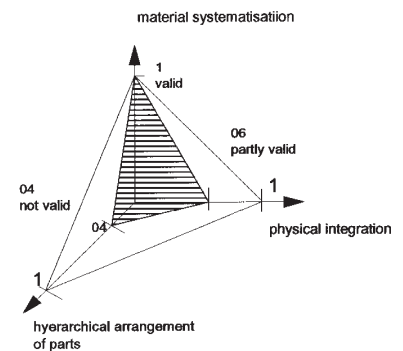 material systematisatiion
1
valid
06
partly valid
04
not valid
1
04
physical integration
1
hyerarchical arrangement
of parts